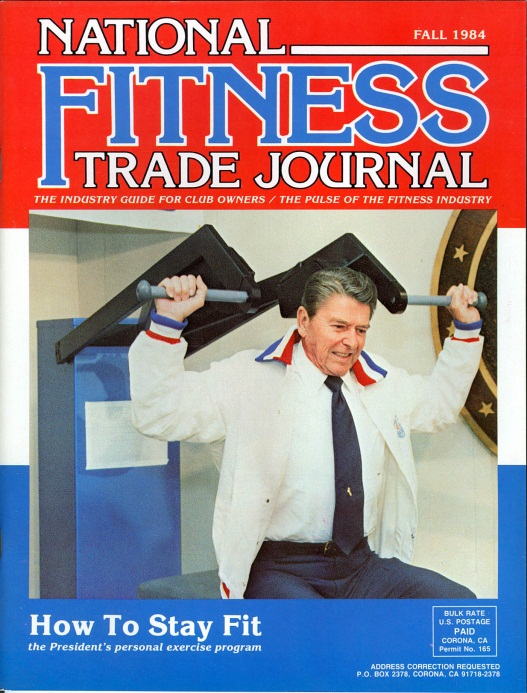 NATIONAL
FALL 1984
FITNESS
TRADE JOURNAL
THE INDUSTRY GUIDE FOR CLUB OWNERS / THE PULSE OF THE FITNESS INDUSTRY
How To Stay Fit
the President's personal exercise program
BULK RATE
U.S. POSTAGE
PAID
CORONA, CA
Permit No. 165
ADDRESS CORRECTION REQUESTED
P.O. BOX 2378, CORONA, CA 91718-2378